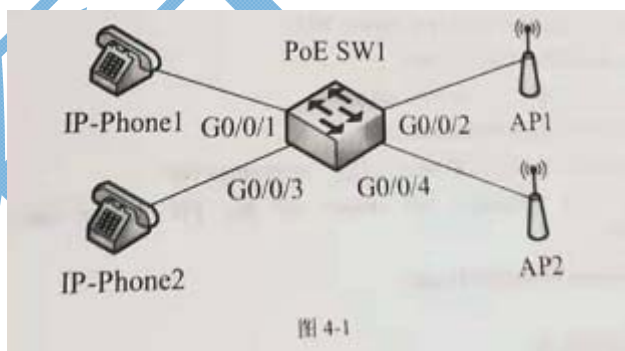 PoE SW1
IP-Phone1
G0/0/1
G0/0/2
AP1
G0/0/3
G0/0/4
IP-Phone2
AP2
图 4-1